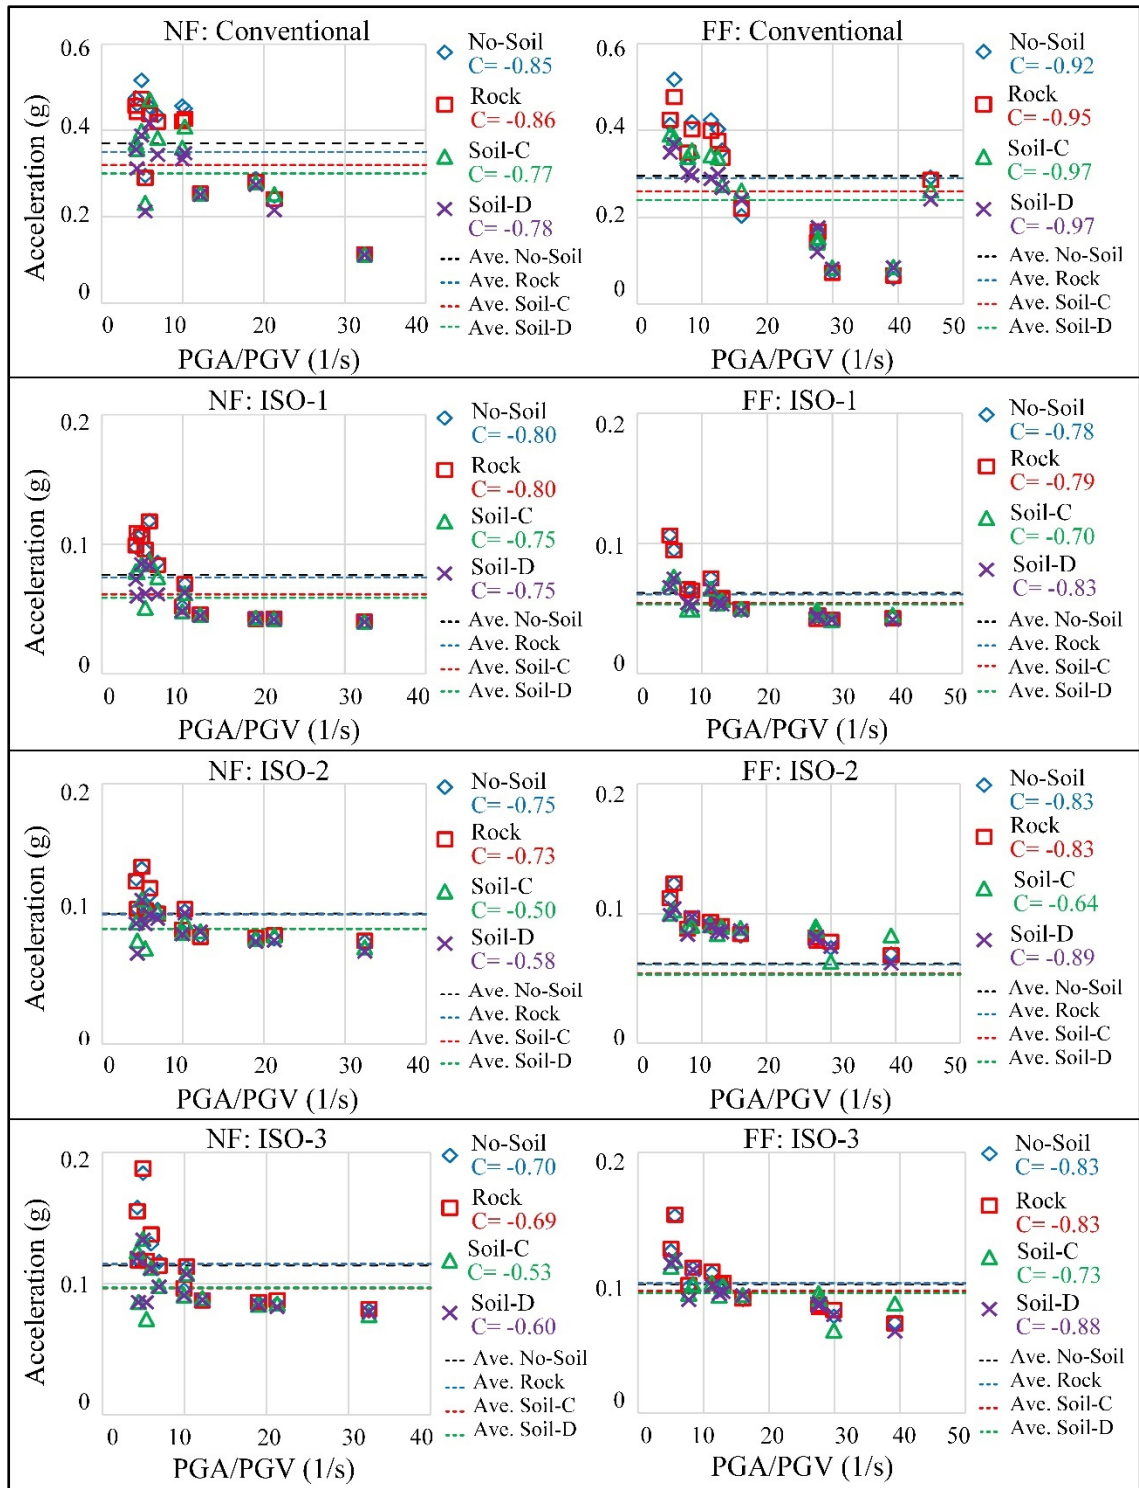 NF: Conventional
Acceleration (g)
0.6
0.4
0.2
0
0 10 20 30 40
PGA/PGV (1/s)
No-Soil
C= -0.85
Rock
C= -0.86
Soil-C
C= -0.77
Soil-D
C= -0.78
Ave. No-Soil
Ave. Rock
Ave. Soil-C
Ave. Soil-D
FF: Conventional
0.6
0.4
0.2
0
0 10 20 30 40 50
PGA/PGV (1/s)
No-Soil
C= -0.92
Rock
C= -0.95
Soil-C
C= -0.97
Soil-D
C= -0.97
Ave. No-Soil
Ave. Rock
Ave. Soil-C
Ave. Soil-D
NF: ISO-1
Acceleration (g)
0.2
0.1
0
0 10 20 30 40
PGA/PGV (1/s)
No-Soil
C= -0.80
Rock
C= -0.80
Soil-C
C= -0.75
Soil-D
C= -0.75
Ave. No-Soil
Ave. Rock
Ave. Soil-C
Ave. Soil-D
FF: ISO-1
0.2
0.1
0
0 10 20 30 40 50
PGA/PGV (1/s)
No-Soil
C= -0.78
Rock
C= -0.79
Soil-C
C= -0.70
Soil-D
C= -0.83
Ave. No-Soil
Ave. Rock
Ave. Soil-C
Ave. Soil-D
NF: ISO-2
Acceleration (g)
0.2
0.1
0
0 10 20 30 40
PGA/PGV (1/s)
No-Soil
C= -0.75
Rock
C= -0.73
Soil-C
C= -0.50
Soil-D
C= -0.58
Ave. No-Soil
Ave. Rock
Ave. Soil-C
Ave. Soil-D
FF: ISO-2
0.2
0.1
0
0 10 20 30 40 50
PGA/PGV (1/s)
No-Soil
C= -0.83
Rock
C= -0.83
Soil-C
C= -0.64
Soil-D
C= -0.89
Ave. No-Soil
Ave. Rock
Ave. Soil-C
Ave. Soil-D
NF: ISO-3
Acceleration (g)
0.2
0.1
0
0 10 20 30 40
PGA/PGV (1/s)
No-Soil
C= -0.70
Rock
C= -0.69
Soil-C
C= -0.53
Soil-D
C= -0.60
Ave. No-Soil
Ave. Rock
Ave. Soil-C
Ave. Soil-D
FF: ISO-3
0.2
0.1
0
0 10 20 30 40 50
PGA/PGV (1/s)
No-Soil
C= -0.83
Rock
C= -0.83
Soil-C
C= -0.73
Soil-D
C= -0.88
Ave. No-Soil
Ave. Rock
Ave. Soil-C
Ave. Soil-D